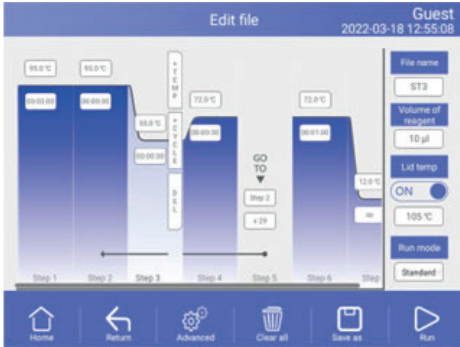 Edit file
Guest
2022-03-18 12:55:08
95.0℃
95.0℃
+TEMP
72.0℃
72.0℃
00:00:30
55.0℃
+CYCLE
00:00:30
00:01:00
00:00:30
GO
TO
DEL
Step 2
12.0℃
x 29
∞
Step 1
Step 2
Step 3
Step 4
Step 5
Step 6
Step
File name
ST3
Volume of
reagent
10 μl
Lid temp
ON
105 ℃
Run mode
Standard
Home
Return
Advanced
Clear all
Save as
Run